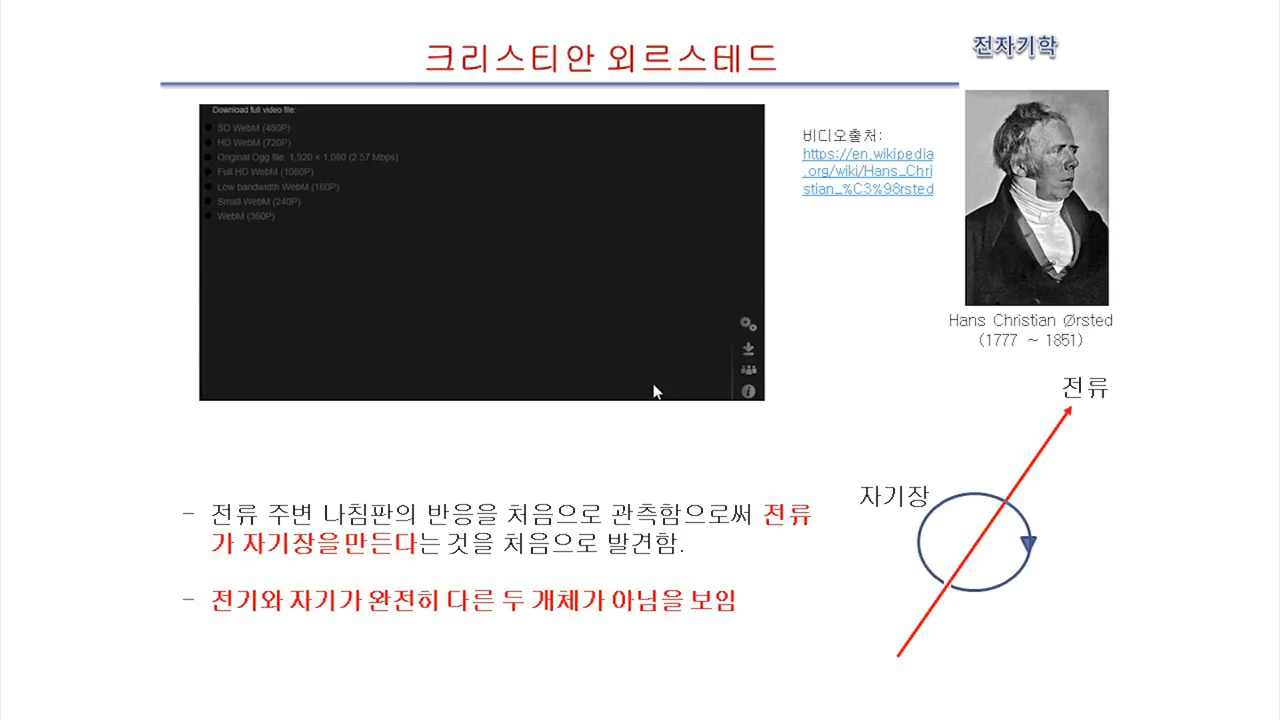 크리스티안 외르스테드
전자기학
Download full video file:
SD WebM (480P)
HD WebM (720P)
Original Ogg file, 1,920 × 1,080 (2.57 Mbps)
Full HD WebM (1080P)
Low bandwidth WebM (160P)
Small WebM (240P)
WebM (360P)
비디오출처:
https://en.wikipedia
.org/wiki/Hans_Chri
stian_%C3%98rsted
Hans Christian Ørsted
(1777 ~ 1851)
전류
자기장
- 전류 주변 나침판의 반응을 처음으로 관측함으로써 전류
가 자기장을 만든다는 것을 처음으로 발견함.
- 전기와 자기가 완전히 다른 두 개체가 아님을 보임